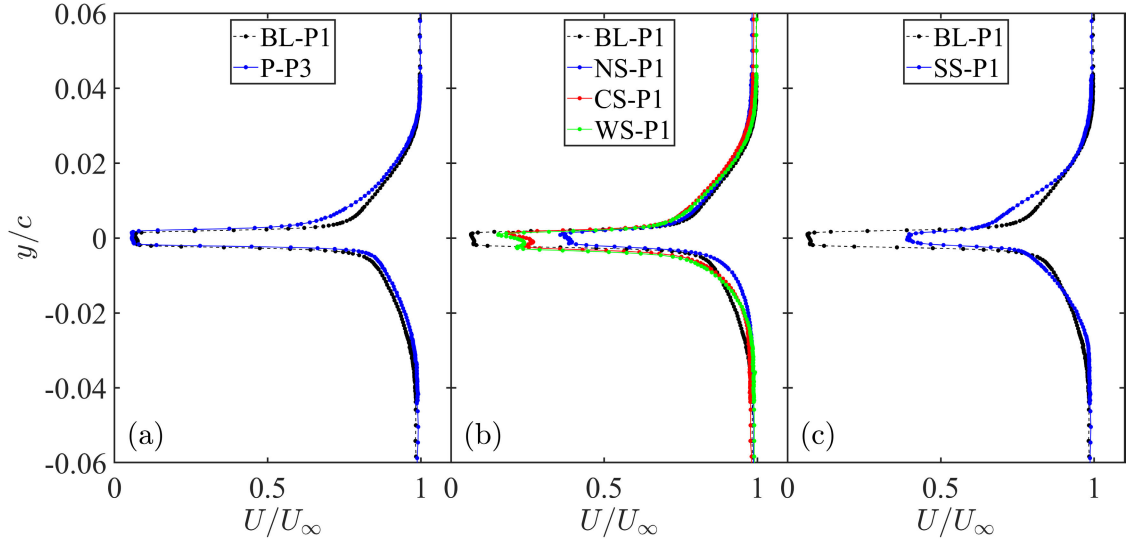 0.06
0.04
0.02
0
-0.02
-0.04
-0.06
y/c
BL-P1
P-P3
(a)
0
0.5
1
U/U∞
BL-P1
NS-P1
CS-P1
WS-P1
(b)
0
0.5
1
U/U∞
BL-P1
SS-P1
(c)
0
0.5
1
U/U∞